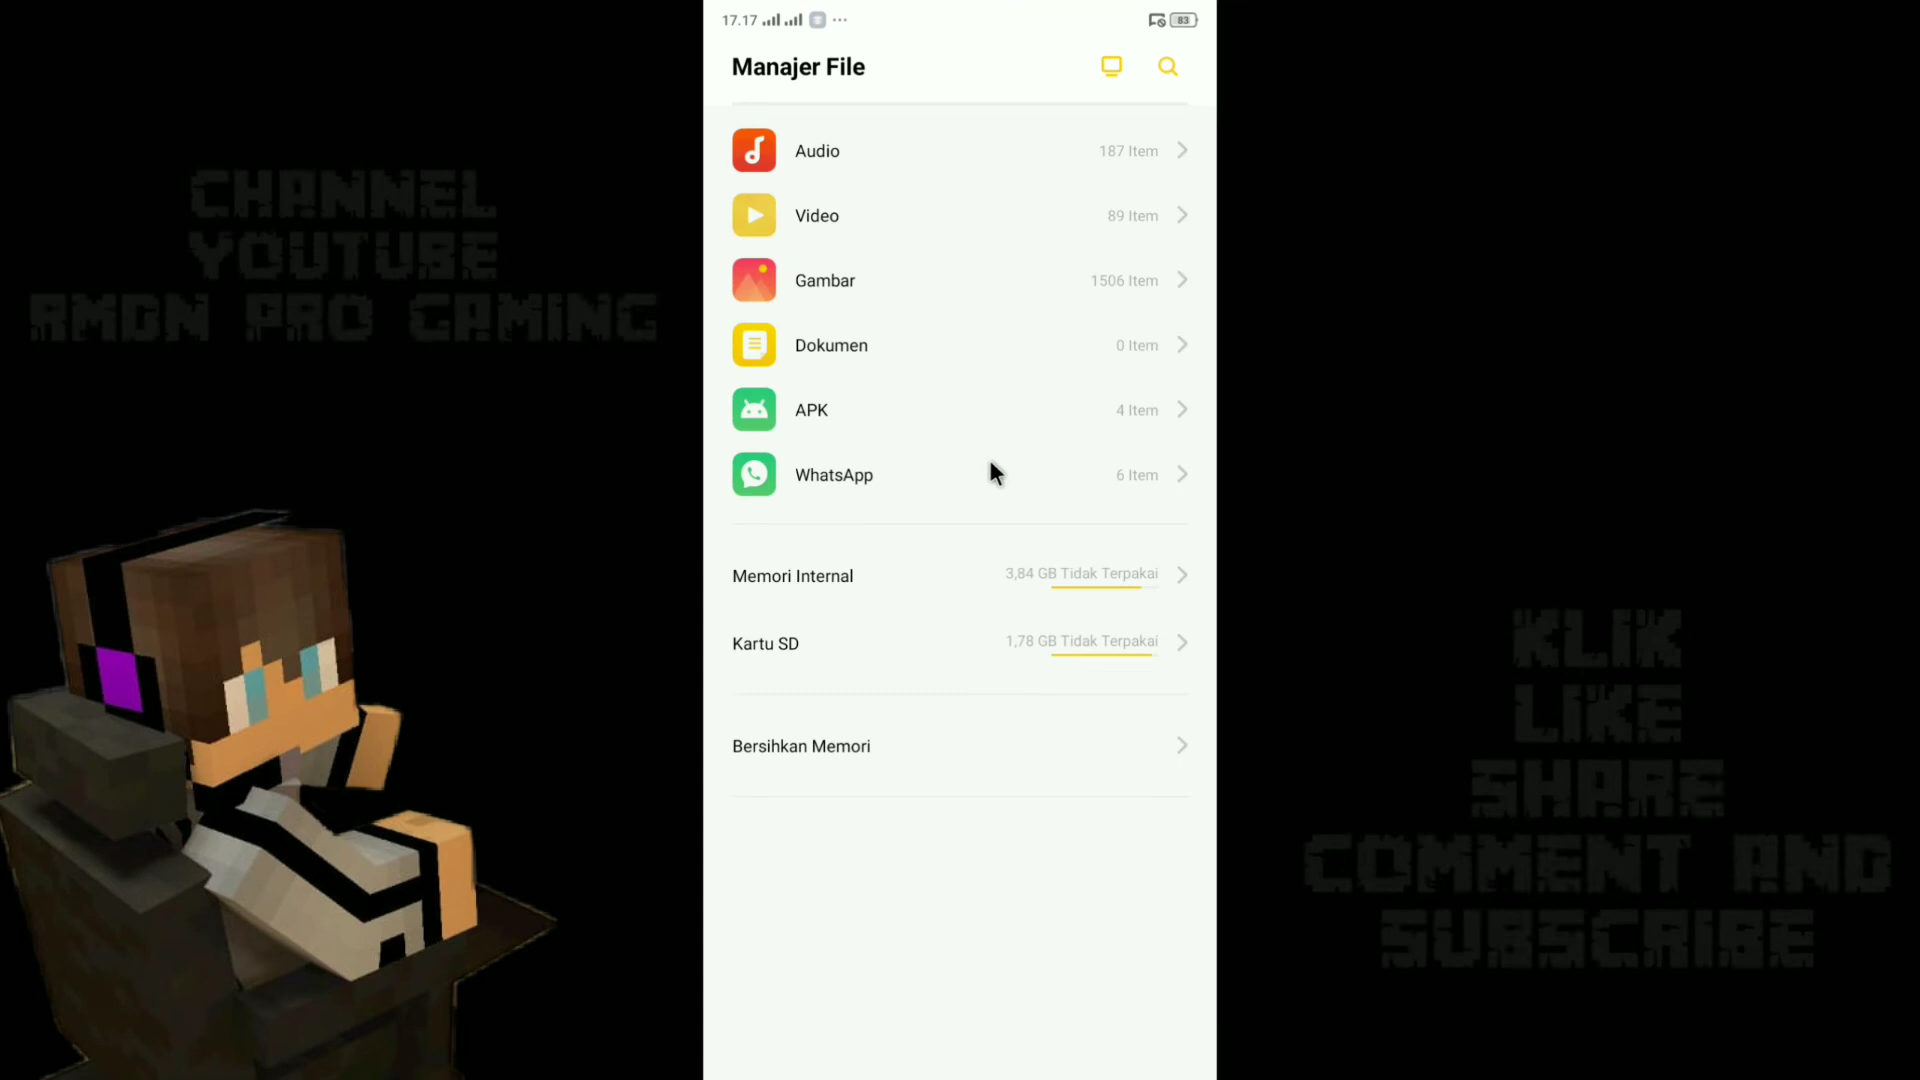 CHANNEL
YOUTUBE
RMDN PRO GAMING
17.17
83
Manajer File
Audio 187 Item
Video 89 Item
Gambar 1506 Item
Dokumen 0 Item
APK 4 Item
WhatsApp 6 Item
Memori Internal 3,84 GB Tidak Terpakai
Kartu SD 1,78 GB Tidak Terpakai
Bersihkan Memori
KLIK
LIKE
SHARE
COMMENT AND
SUBSCRIBE